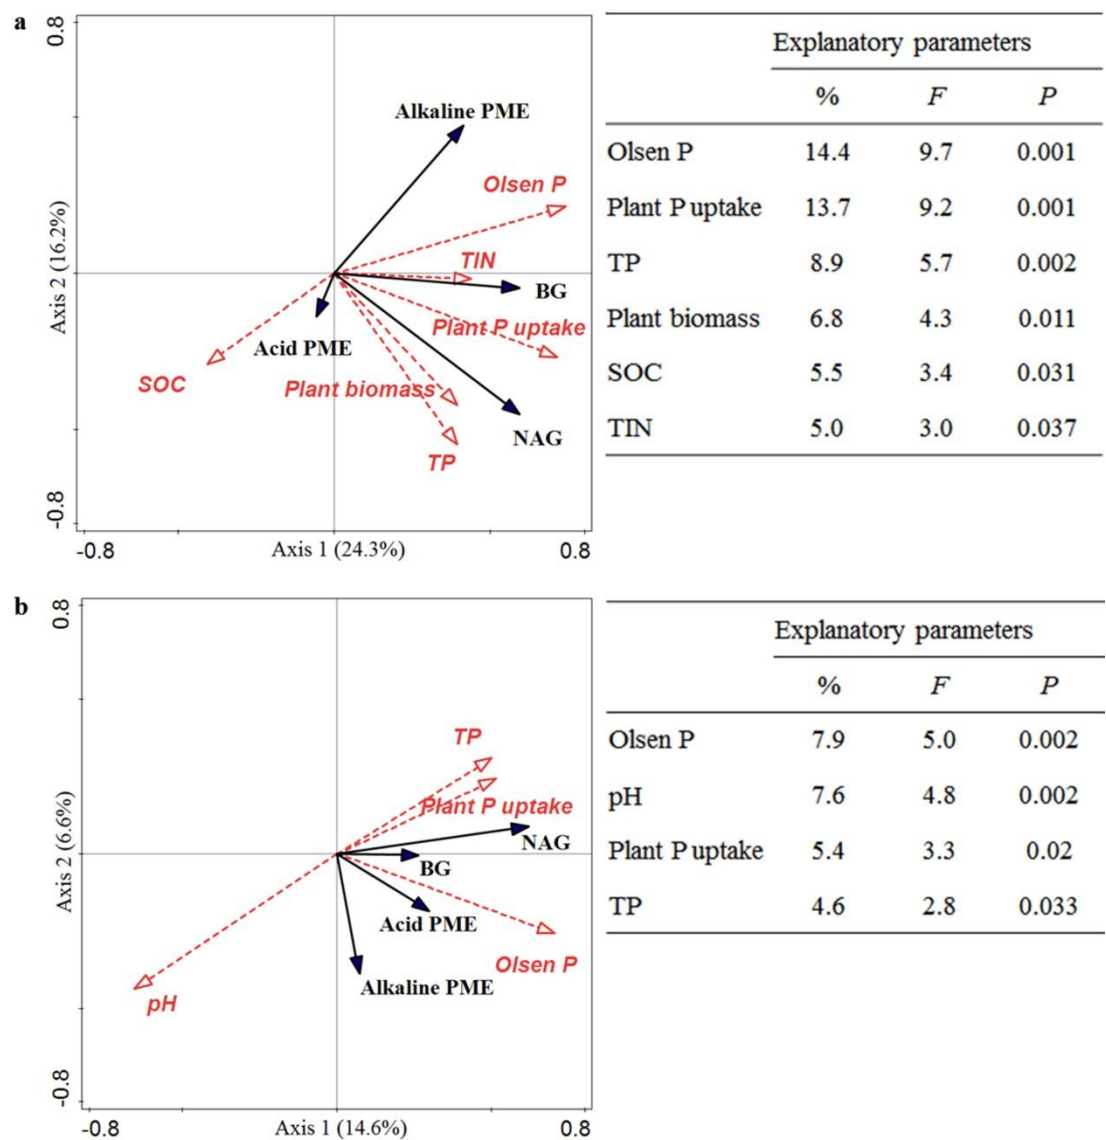 a
0.8
Axis 2 (16.2%)
-0.8
-0.8
Axis 1 (24.3%)
0.8
Alkaline PME
Olsen P
TIN
BG
Plant P uptake
Acid PME
SOC
Plant biomass
NAG
TP
Explanatory parameters
% F P
Olsen P 14.4 9.7 0.001
Plant P uptake 13.7 9.2 0.001
TP 8.9 5.7 0.002
Plant biomass 6.8 4.3 0.011
SOC 5.5 3.4 0.031
TIN 5.0 3.0 0.037
b
0.8
Axis 2 (6.6%)
-0.8
-0.8
Axis 1 (14.6%)
0.8
TP
Plant P uptake
NAG
BG
Acid PME
Olsen P
Alkaline PME
pH
Explanatory parameters
% F P
Olsen P 7.9 5.0 0.002
pH 7.6 4.8 0.002
Plant P uptake 5.4 3.3 0.02
TP 4.6 2.8 0.033